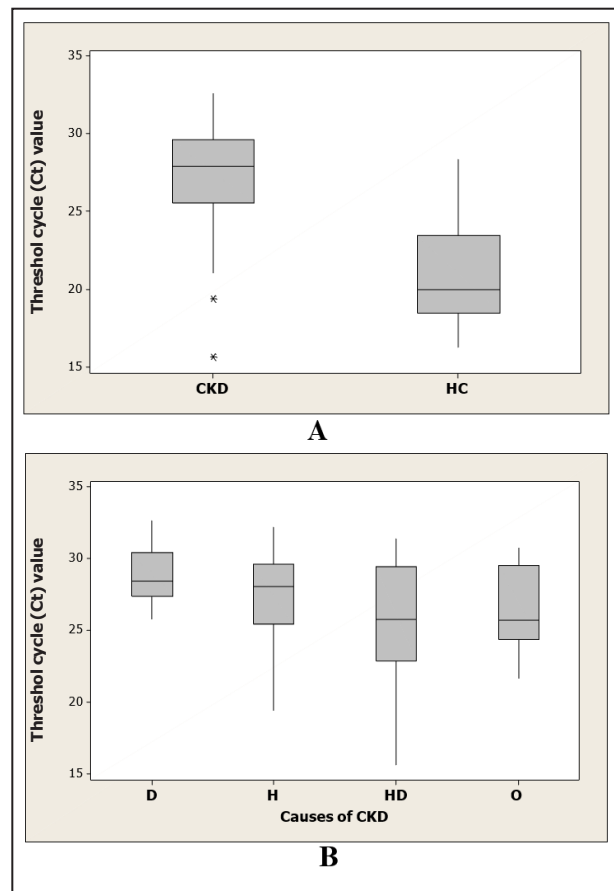 35
30
25
20
15
Threshol cycle (Ct) value
CKD HC
A
35
30
25
20
15
Threshol cycle (Ct) value
D H HD O
Causes of CKD
B